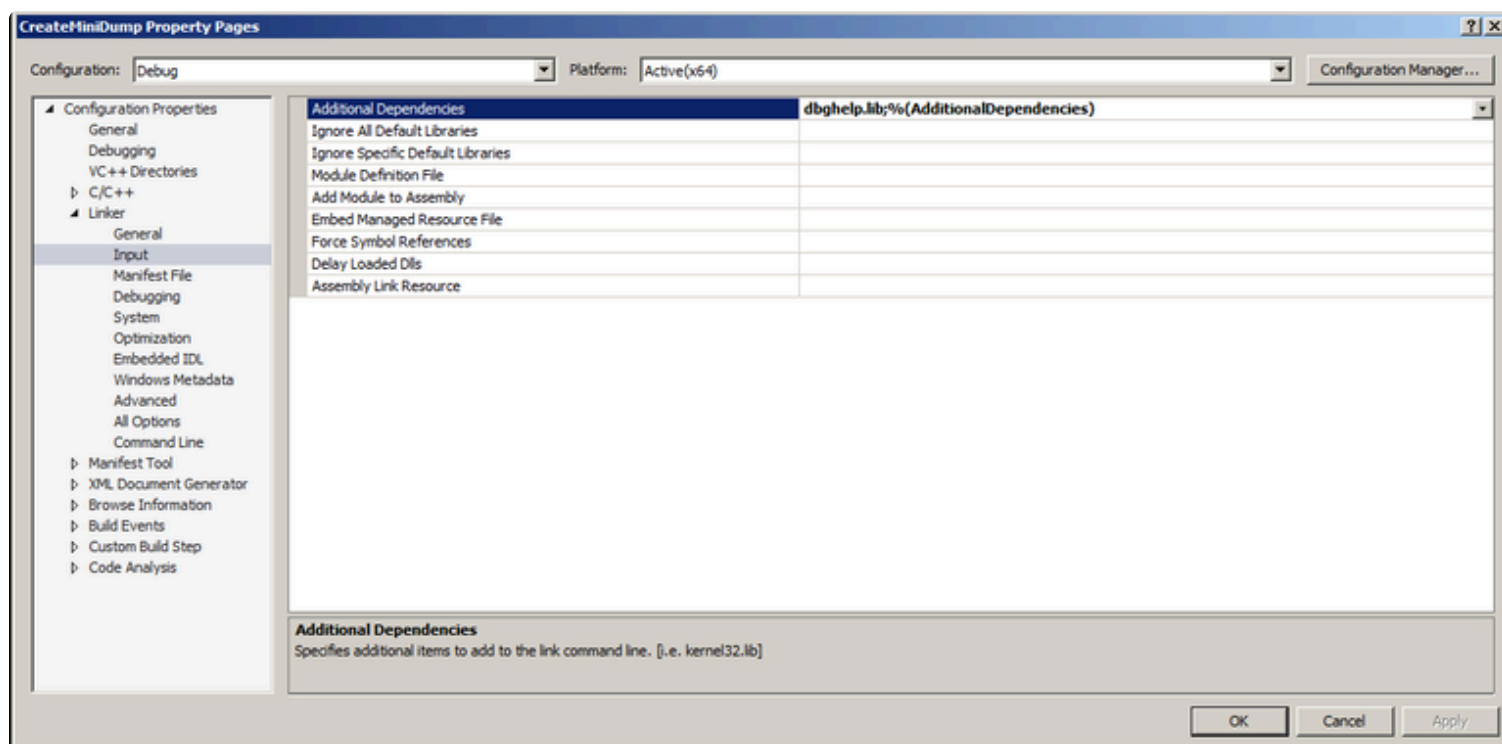 CreateMiniDump Property Pages
Configuration: Debug Platform: Active(x64) Configuration Manager...
Configuration Properties
General
Debugging
VC++ Directories
C/C++
Linker
General
Input
Manifest File
Debugging
System
Optimization
Embedded IDL
Windows Metadata
Advanced
All Options
Command Line
Manifest Tool
XML Document Generator
Browse Information
Build Events
Custom Build Step
Code Analysis
Additional Dependencies dbghelp.lib;%(AdditionalDependencies)
Ignore All Default Libraries
Ignore Specific Default Libraries
Module Definition File
Add Module to Assembly
Embed Managed Resource File
Force Symbol References
Delay Loaded Dlls
Assembly Link Resource
Additional Dependencies
Specifies additional items to add to the link command line. [i.e. kernel32.lib]
OK Cancel Apply